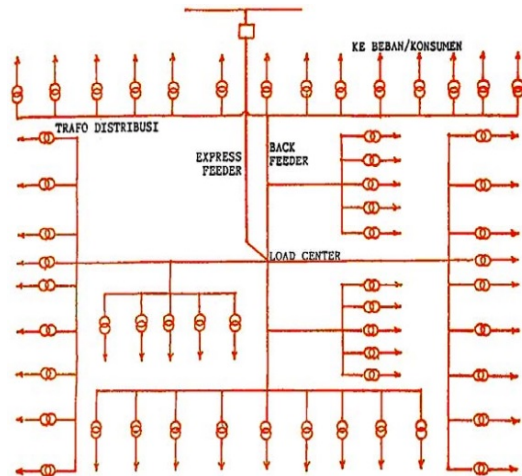 KE BEBAN/KONSUMEN
TRAFO DISTRIBUSI
EXPRESS
FEEDER
BACK
FEEDER
LOAD CENTER